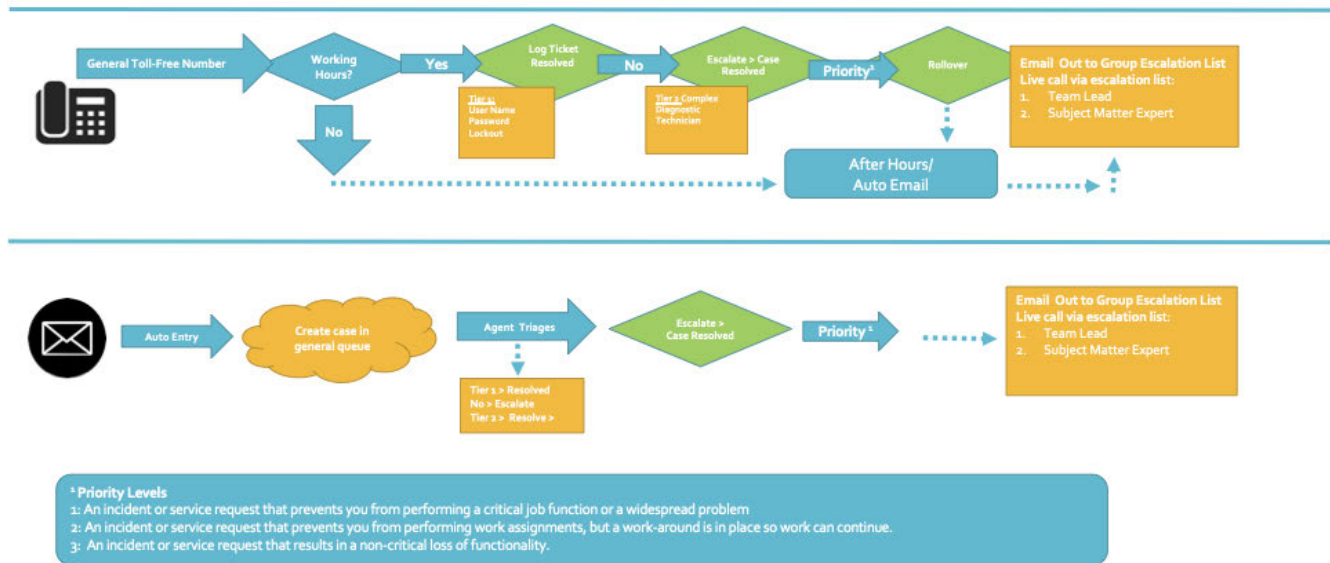 General Toll-Free Number
Working
Hours?
Yes
Log Ticket
Resolved
No
Escalate > Case
Resolved
Priority¹
Rollover
Email Out to Group Escalation List
Live call via escalation list:
1. Team Lead
2. Subject Matter Expert
Tier 1:
User Name
Password
Lockout
Tier 2 Complex
Diagnostic
Technician
No
After Hours/
Auto Email
Auto Entry
Create case in
general queue
Agent Triages
Escalate >
Case Resolved
Priority ¹
Email Out to Group Escalation List
Live call via escalation list:
1. Team Lead
2. Subject Matter Expert
Tier 1 > Resolved
No > Escalate
Tier 2 > Resolve >
¹ Priority Levels
1: An incident or service request that prevents you from performing a critical job function or a widespread problem
2: An incident or service request that prevents you from performing work assignments, but a work-around is in place so work can continue.
3: An incident or service request that results in a non-critical loss of functionality.